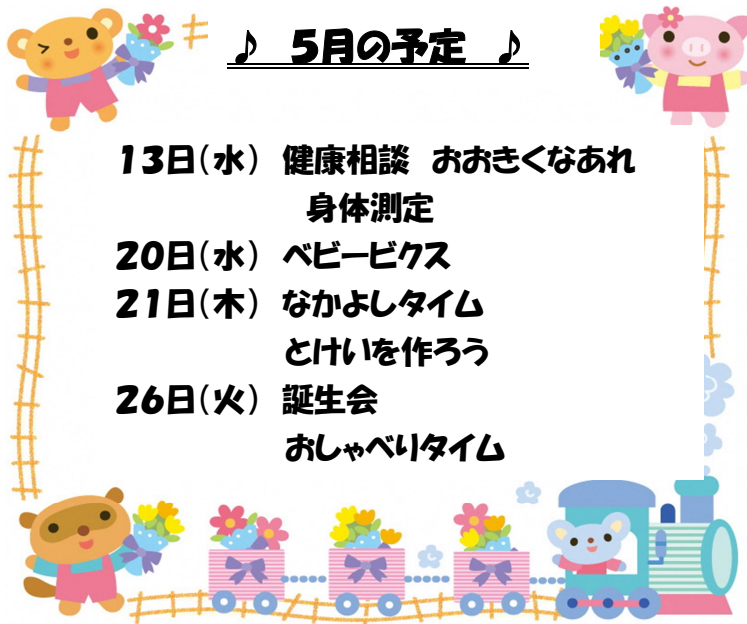 ♪ 5月の予定 ♪
13日(水) 健康相談 おおきくなあれ
身体測定
20日(水) ベビービクス
21日(木) なかよしタイム
とけいを作ろう
26日(火) 誕生会
おしゃべりタイム